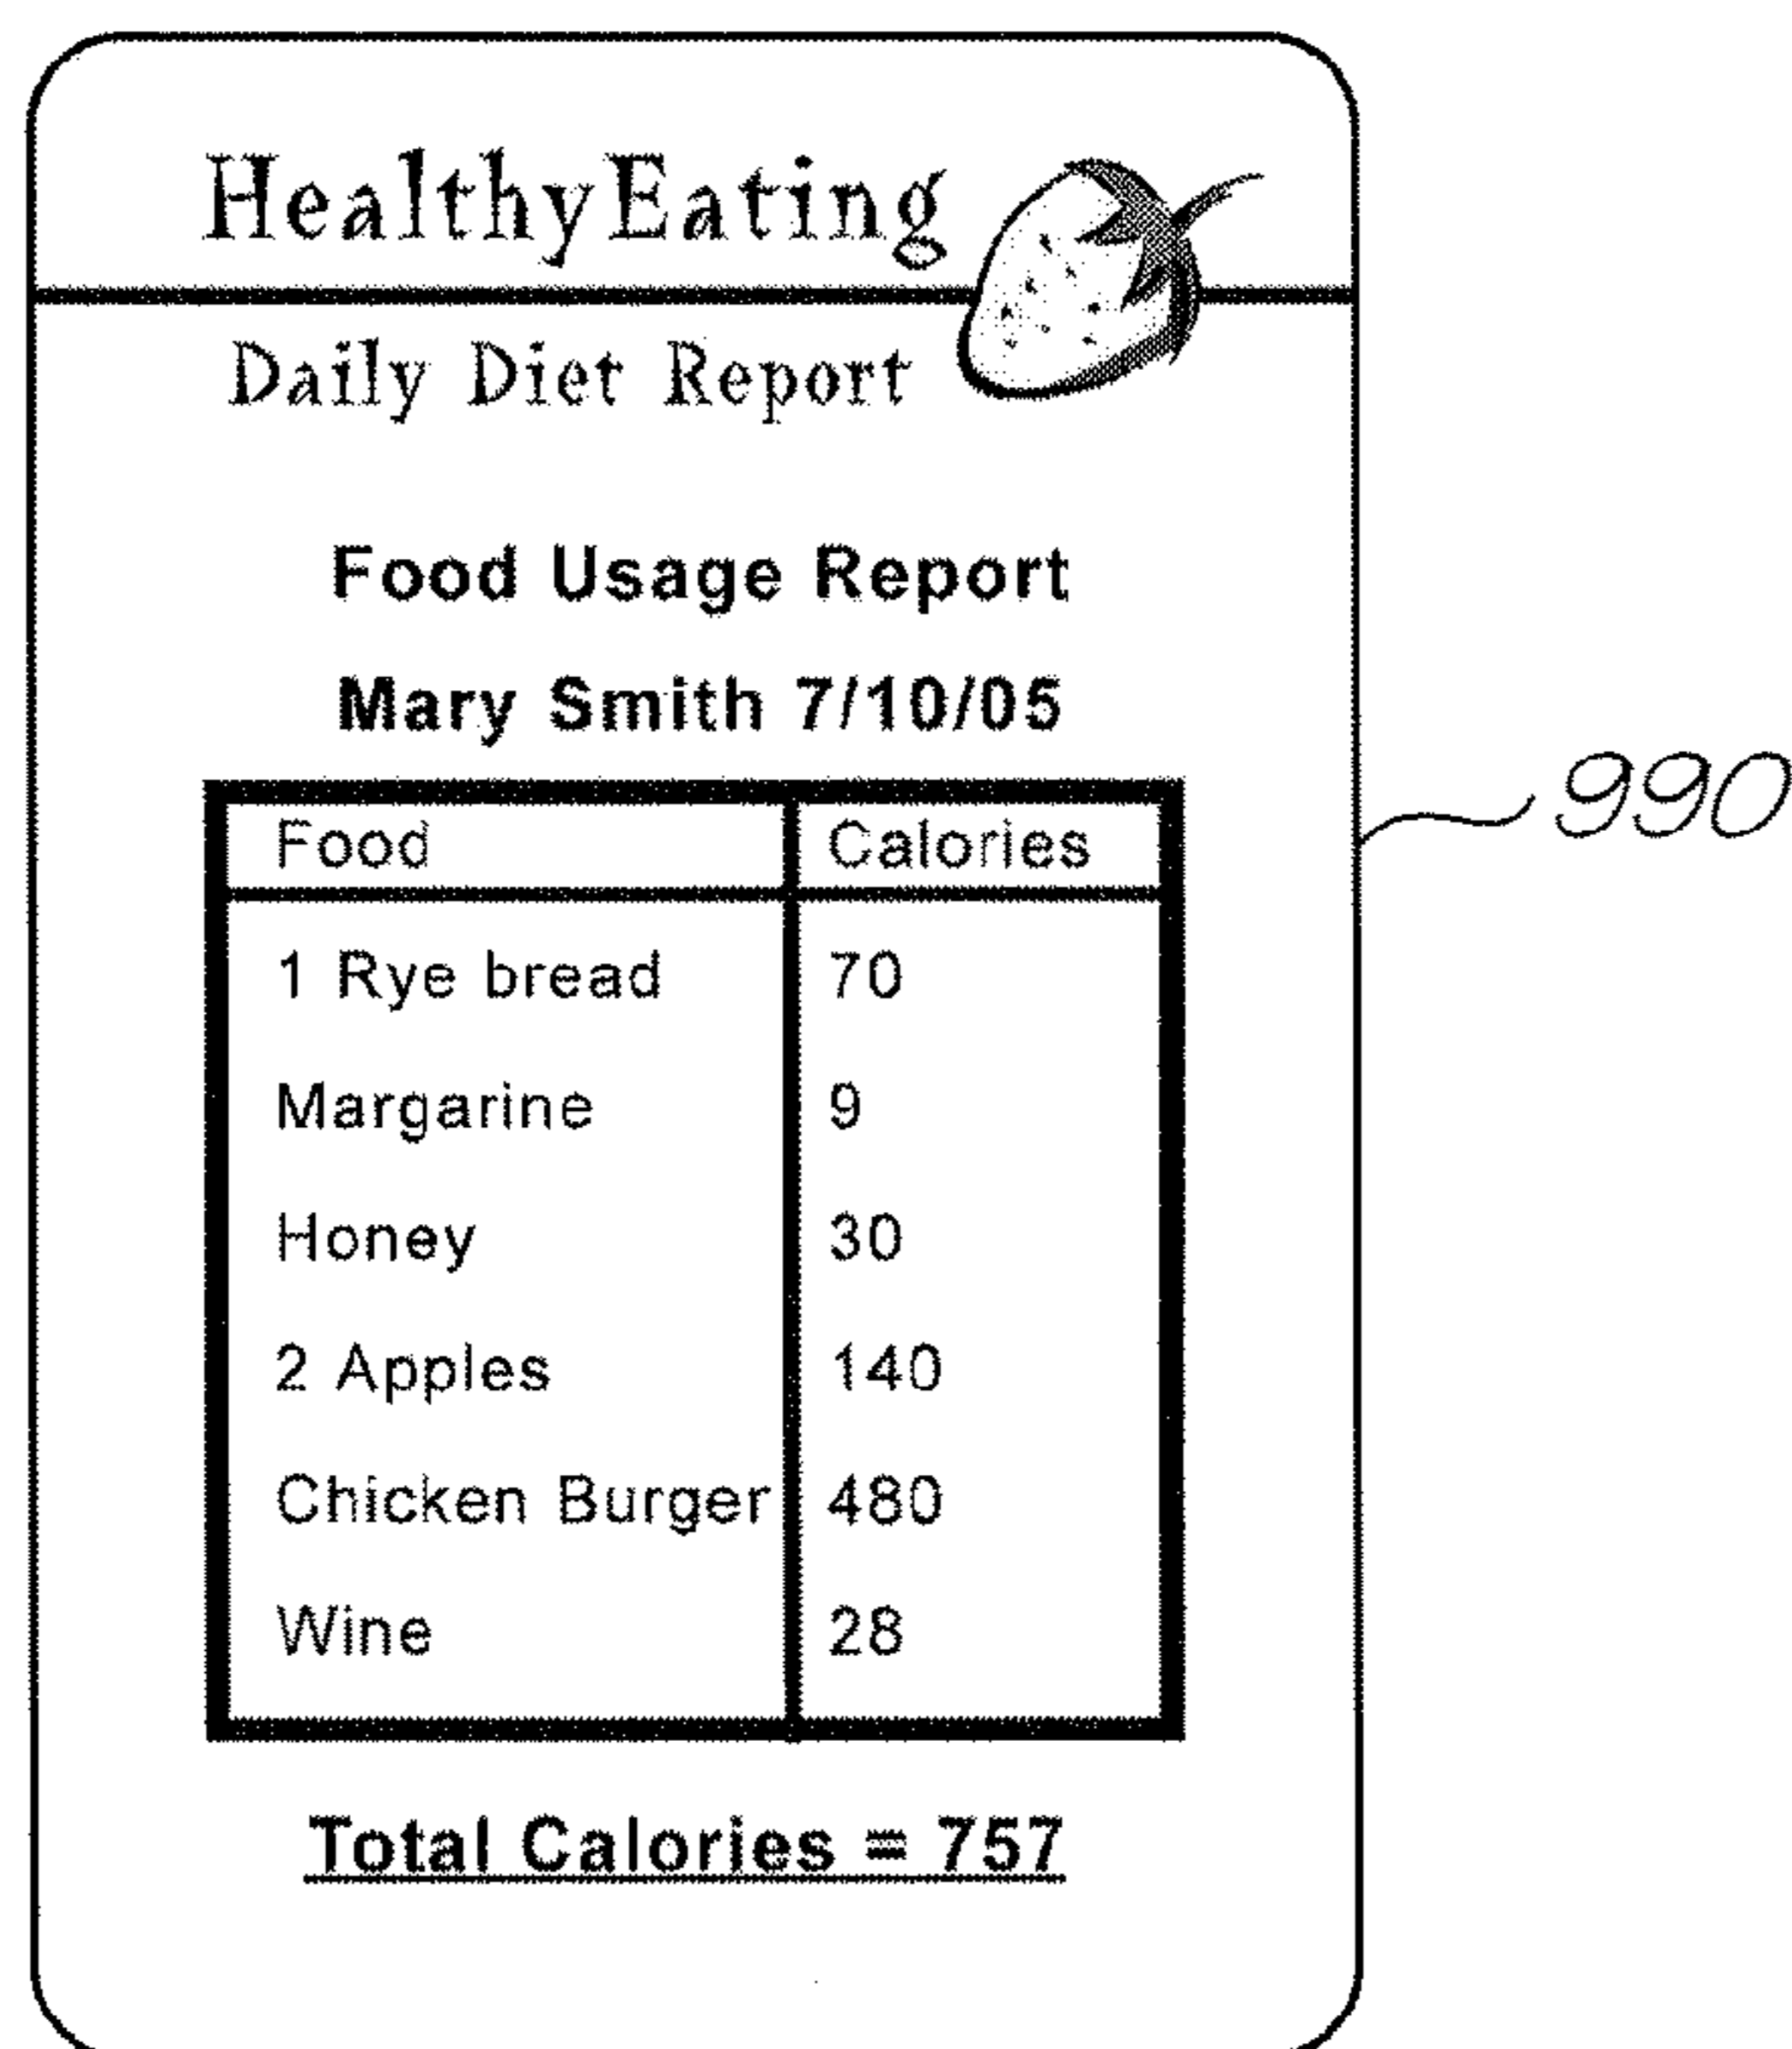 HealthyEating
Daily Diet Report
Food Usage Report
Mary Smith 7/10/05
990
Food Calories
1 Rye bread 70
Margarine 9
Honey 30
2 Apples 140
Chicken Burger 480
Wine 28
Total Calories = 757